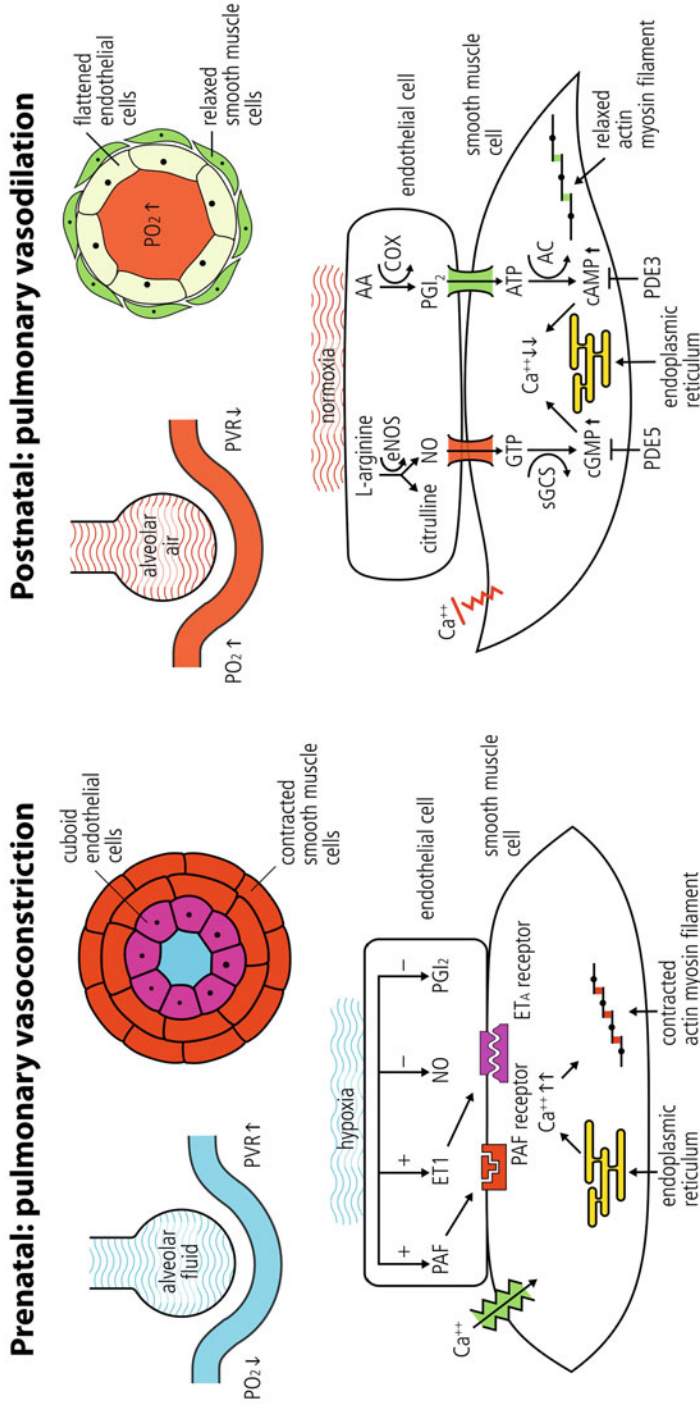 Prenatal: pulmonary vasoconstriction
alveolar
fluid
PO₂↓
PVR↑
cuboid
endothelial
cells
contracted
smooth muscle
cells
hypoxia
+
+
−
−
PAF
ET1
NO
PGI₂
endothelial cell
PAF receptor
ETA receptor
smooth muscle
cell
Ca⁺⁺
Ca⁺⁺↑↑
endoplasmic
reticulum
contracted
actin myosin filament
Postnatal: pulmonary vasodilation
alveolar
air
PO₂↑
PVR↓
PO₂↑
flattened
endothelial
cells
relaxed
smooth muscle
cells
normoxia
L-arginine
eNOS
citrulline
NO
AA
COX
PGI₂
endothelial cell
smooth muscle
cell
Ca⁺⁺
GTP
sGCS
cGMP↑
PDE5
Ca⁺⁺↓↓
ATP
AC
cAMP↑
PDE3
endoplasmic
reticulum
relaxed
actin
myosin filament